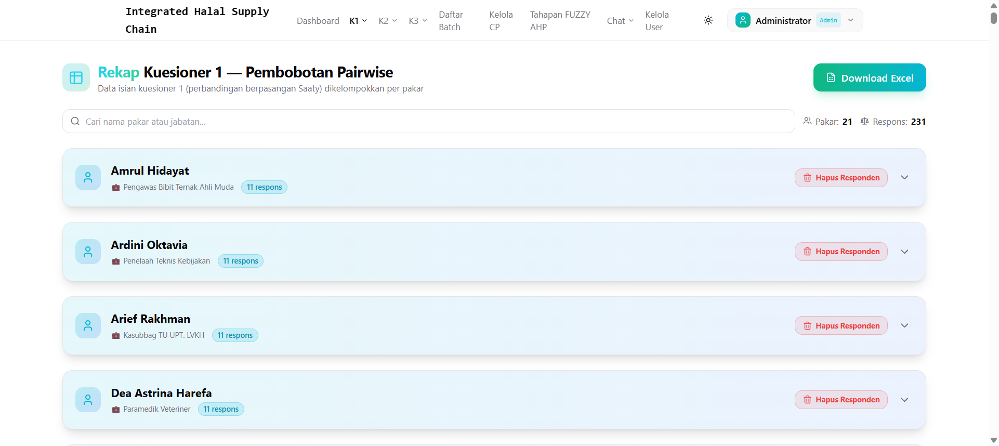 Integrated Halal Supply Chain
Dashboard
K1
K2
K3
Daftar Batch
Kelola CP
Tahapan FUZZY AHP
Chat
Kelola User
Administrator
Admin
Rekap Kuesioner 1 — Pembobotan Pairwise
Data isian kuesioner 1 (perbandingan berpasangan Saaty) dikelompokkan per pakar
Download Excel
Cari nama pakar atau jabatan...
Pakar: 21
Respons: 231
Amrul Hidayat
Pengawas Bibit Ternak Ahli Muda
11 respons
Hapus Responden
Ardini Oktavia
Penelaah Teknis Kebijakan
11 respons
Hapus Responden
Arief Rakhman
Kasubbag TU UPT. LVKH
11 respons
Hapus Responden
Dea Astrina Harefa
Paramedik Veteriner
11 respons
Hapus Responden